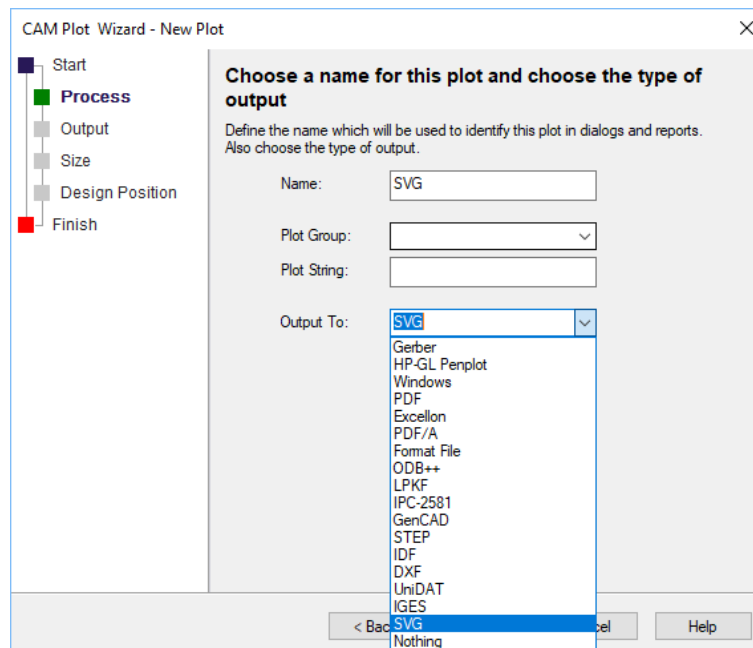 CAM Plot Wizard - New Plot
Start
Process
Output
Size
Design Position
Finish
Choose a name for this plot and choose the type of
output
Define the name which will be used to identify this plot in dialogs and reports.
Also choose the type of output.
Name: SVG
Plot Group:
Plot String:
Output To: SVG
Gerber
HP-GL Penplot
Windows
PDF
Excellon
PDF/A
Format File
ODB++
LPKF
IPC-2581
GenCAD
STEP
IDF
DXF
UniDAT
IGES
SVG
Nothing
< Bac
cel
Help